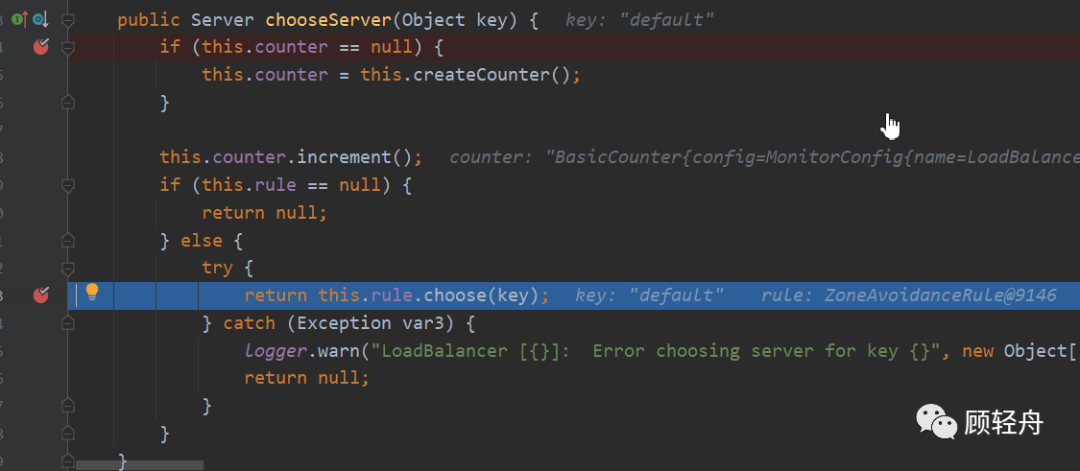 public Server chooseServer(Object key) { key: "default"
if (this.counter == null) {
this.counter = this.createCounter();
}
this.counter.increment(); counter: "BasicCounter{config=MonitorConfig{name=LoadBalance
if (this.rule == null) {
return null;
} else {
try {
return this.rule.choose(key); key: "default" rule: ZoneAvoidanceRule@9146
} catch (Exception var3) {
logger.warn("LoadBalancer [{}]: Error choosing server for key {}", new Object[
return null;
}
}
}
顾轻舟